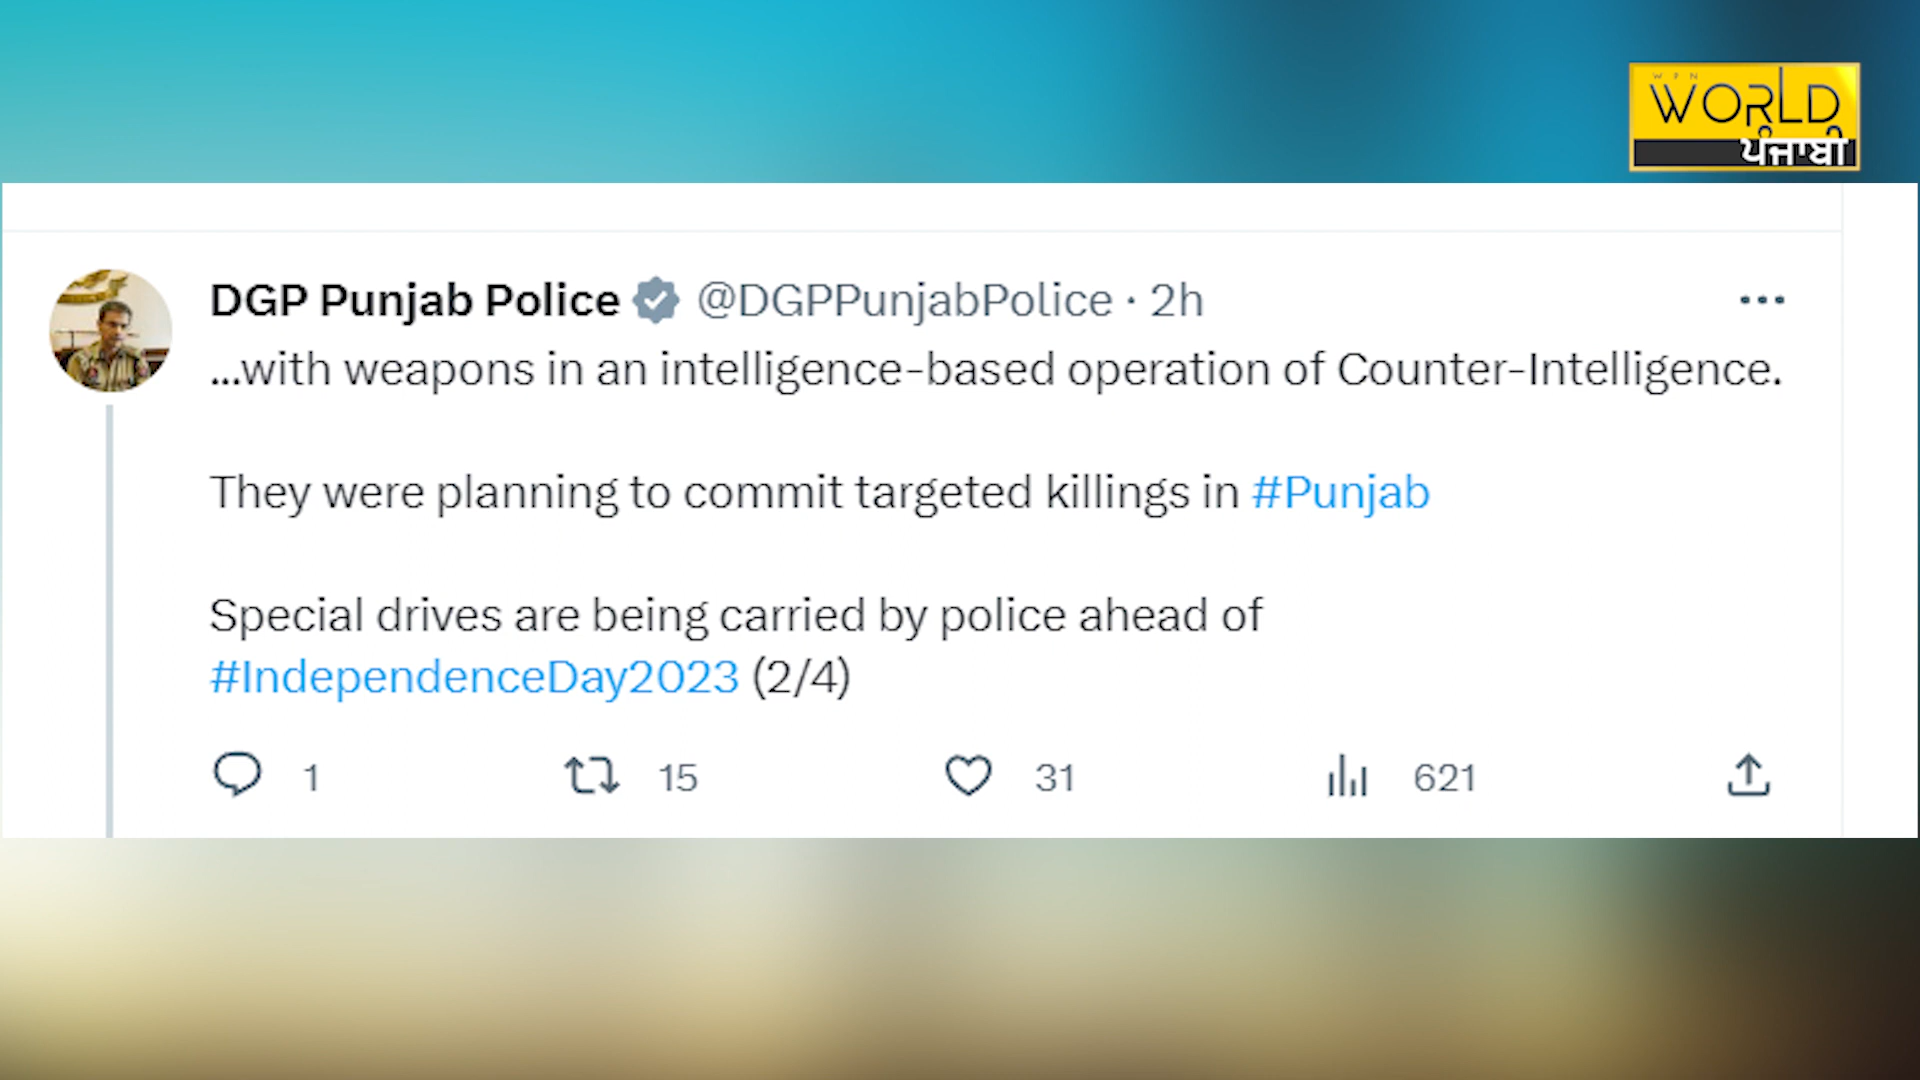 WPN
WORLD
ਪੰਜਾਬੀ
DGP Punjab Police @DGPPunjabPolice · 2h
...with weapons in an intelligence-based operation of Counter-Intelligence.
They were planning to commit targeted killings in #Punjab
Special drives are being carried by police ahead of
#IndependenceDay2023 (2/4)
1 15 31 621